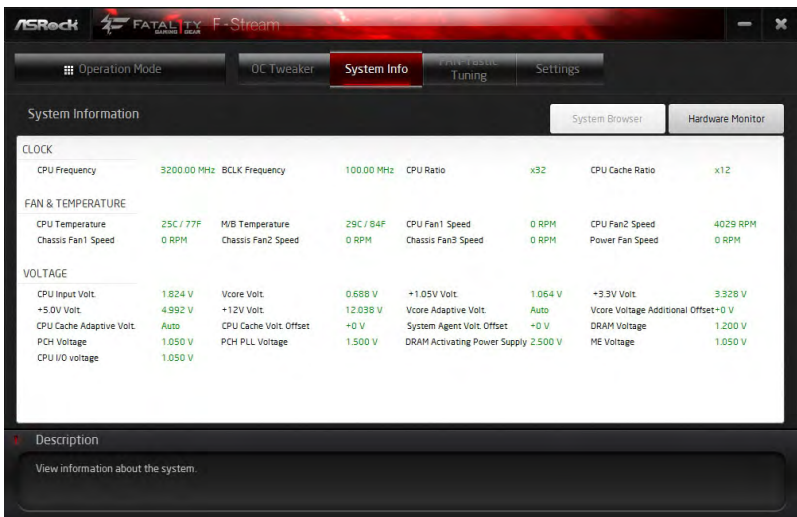 ASRock FATAL1TY GAMING GEAR F-Stream
Operation Mode OC Tweaker System Info FAN-Tastic Tuning Settings
System Information System Browser Hardware Monitor
CLOCK
CPU Frequency 3200.00 MHz BCLK Frequency 100.00 MHz CPU Ratio x32 CPU Cache Ratio x12
FAN & TEMPERATURE
CPU Temperature 25C / 77F M/B Temperature 29C / 84F CPU Fan1 Speed 0 RPM CPU Fan2 Speed 4029 RPM
Chassis Fan1 Speed 0 RPM Chassis Fan2 Speed 0 RPM Chassis Fan3 Speed 0 RPM Power Fan Speed 0 RPM
VOLTAGE
CPU Input Volt. 1.824 V Vcore Volt. 0.688 V +1.05V Volt. 1.064 V +3.3V Volt. 3.328 V
+5.0V Volt. 4.992 V +12V Volt. 12.038 V Vcore Adaptive Volt. Auto Vcore Voltage Additional Offset +0 V
CPU Cache Adaptive Volt. Auto CPU Cache Volt. Offset +0 V System Agent Volt. Offset +0 V DRAM Voltage 1.200 V
PCH Voltage 1.050 V PCH PLL Voltage 1.500 V DRAM Activating Power Supply 2.500 V ME Voltage 1.050 V
CPU I/O voltage 1.050 V
Description
View information about the system.